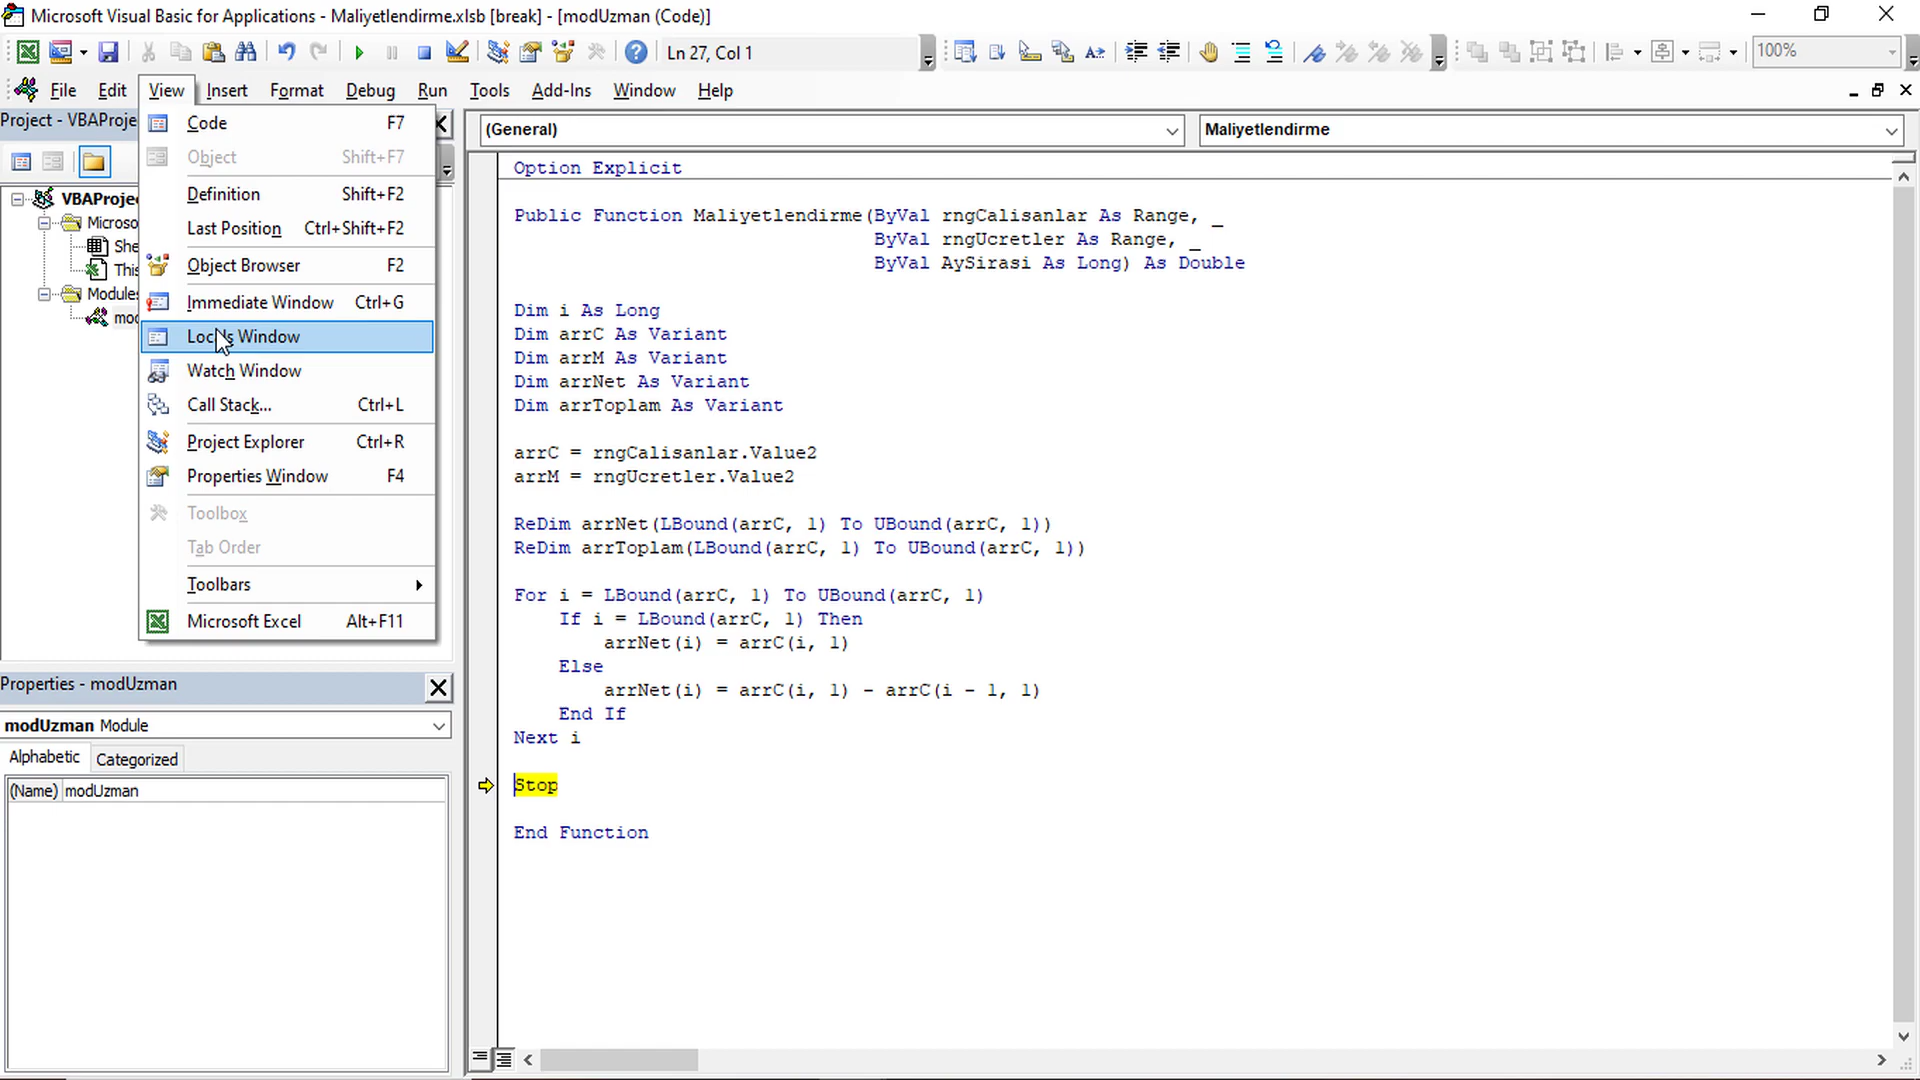 Microsoft Visual Basic for Applications - Maliyetlendirme.xlsb [break] - [modUzman (Code)]
Ln 27, Col 1
100%
File Edit View Insert Format Debug Run Tools Add-Ins Window Help
Project - VBAProje
VBAProje
Microso
She
This
Modules
mod
Code F7
Object Shift+F7
Definition Shift+F2
Last Position Ctrl+Shift+F2
Object Browser F2
Immediate Window Ctrl+G
Locals Window
Watch Window
Call Stack... Ctrl+L
Project Explorer Ctrl+R
Properties Window F4
Toolbox
Tab Order
Toolbars
Microsoft Excel Alt+F11
Properties - modUzman
modUzman Module
Alphabetic Categorized
(Name) modUzman
(General) Maliyetlendirme
Option Explicit
Public Function Maliyetlendirme(ByVal rngCalisanlar As Range, _
ByVal rngUcretler As Range, _
ByVal AySirasi As Long) As Double
Dim i As Long
Dim arrC As Variant
Dim arrM As Variant
Dim arrNet As Variant
Dim arrToplam As Variant
arrC = rngCalisanlar.Value2
arrM = rngUcretler.Value2
ReDim arrNet(LBound(arrC, 1) To UBound(arrC, 1))
ReDim arrToplam(LBound(arrC, 1) To UBound(arrC, 1))
For i = LBound(arrC, 1) To UBound(arrC, 1)
If i = LBound(arrC, 1) Then
arrNet(i) = arrC(i, 1)
Else
arrNet(i) = arrC(i, 1) - arrC(i - 1, 1)
End If
Next i
Stop
End Function